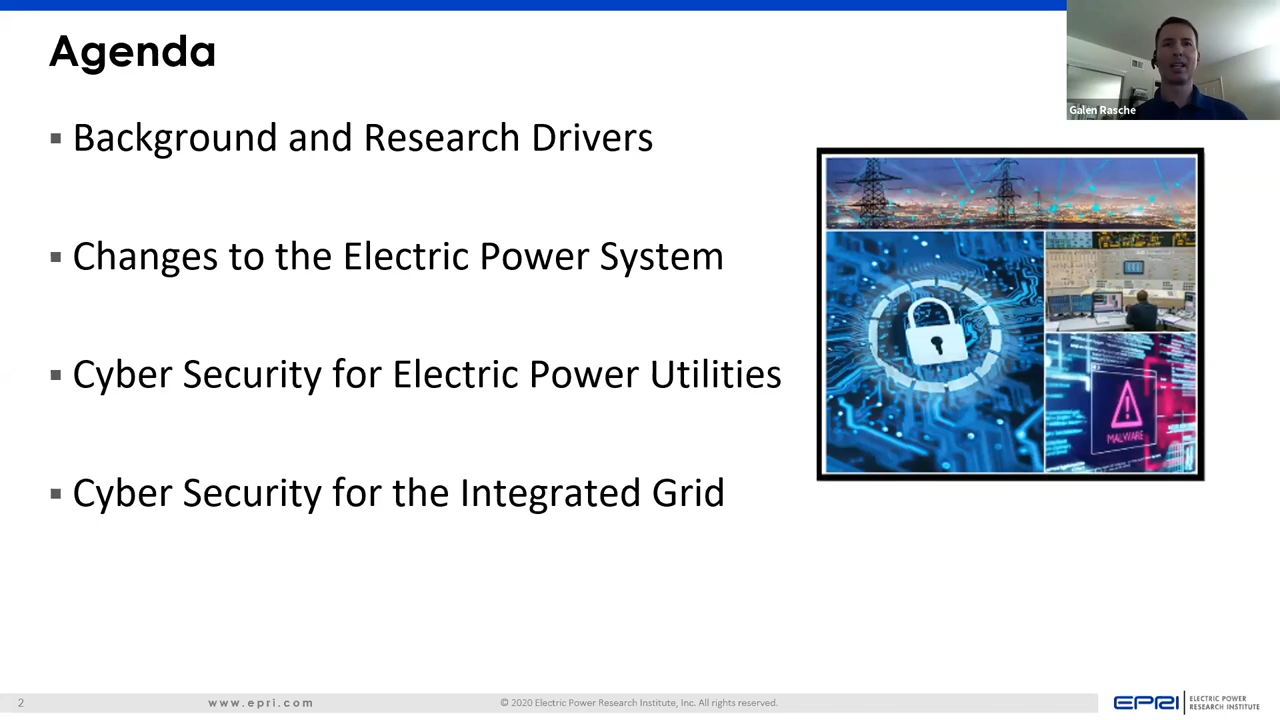 Agenda
Galen Rasche
▪ Background and Research Drivers
▪ Changes to the Electric Power System
▪ Cyber Security for Electric Power Utilities
▪ Cyber Security for the Integrated Grid
MALWARE
2
www.epri.com
© 2020 Electric Power Research Institute, Inc. All rights reserved.
EPRI
ELECTRIC POWER
RESEARCH INSTITUTE